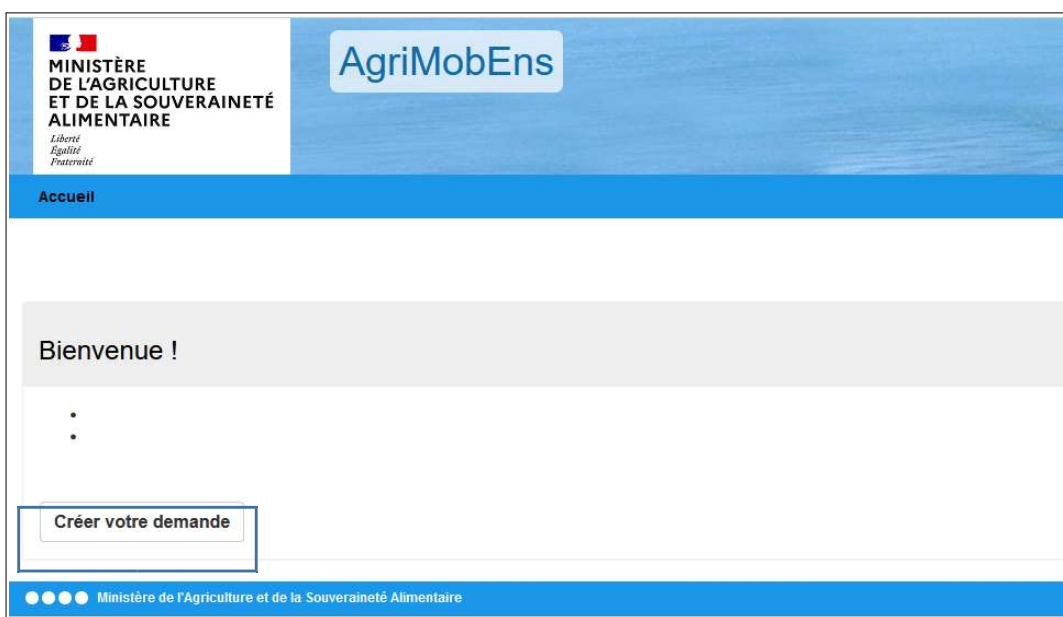 MINISTÈRE
DE L'AGRICULTURE
ET DE LA SOUVERAINETÉ
ALIMENTAIRE
Liberté
Égalité
Fraternité
AgriMobEns
Accueil
Bienvenue !
Créer votre demande
Ministère de l'Agriculture et de la Souveraineté Alimentaire